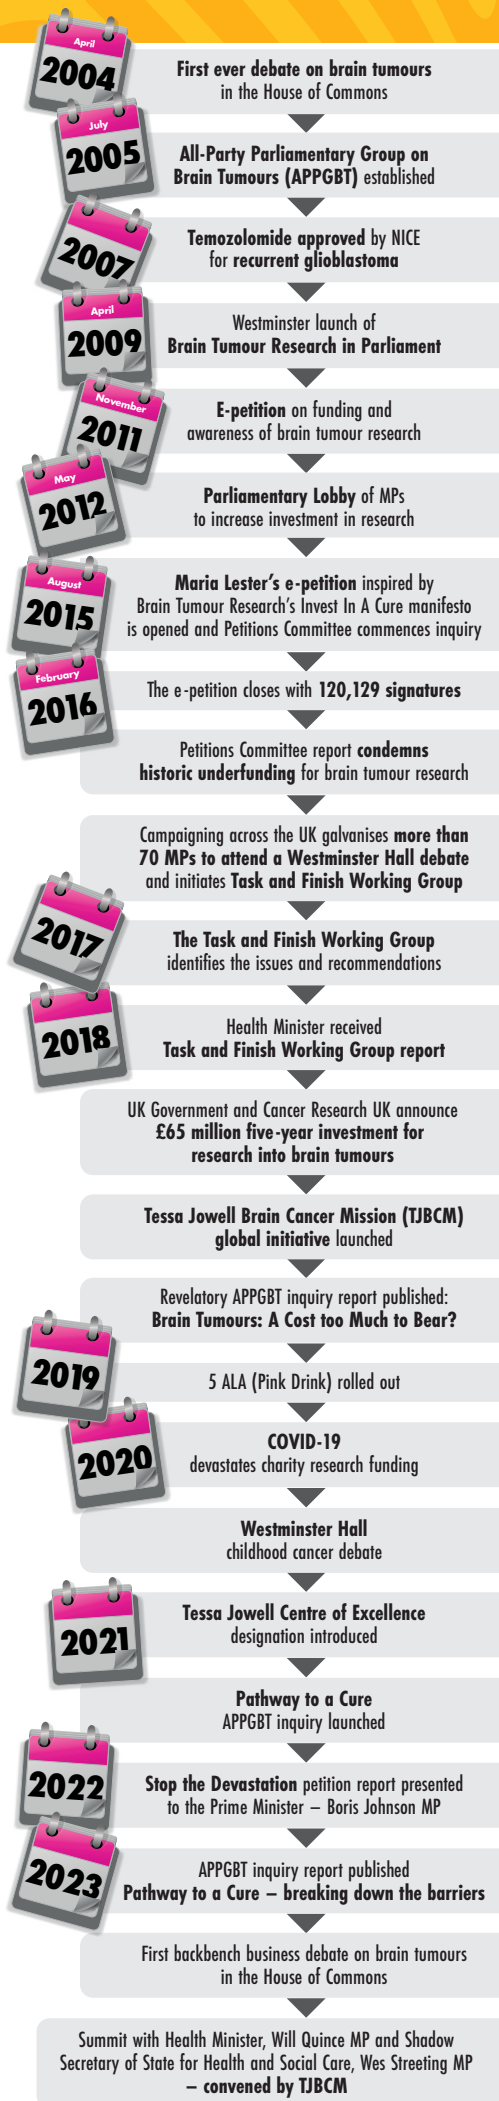 April
2004
First ever debate on brain tumours
in the House of Commons
July
2005
All-Party Parliamentary Group on
Brain Tumours (APPGBT) established
2007
Temozolomide approved by NICE
for recurrent glioblastoma
April
2009
Westminster launch of
Brain Tumour Research in Parliament
November
2011
E-petition on funding and
awareness of brain tumour research
May
2012
Parliamentary Lobby of MPs
to increase investment in research
August
2015
Maria Lester's e-petition inspired by
Brain Tumour Research's Invest In A Cure manifesto
is opened and Petitions Committee commences inquiry
February
2016
The e-petition closes with 120,129 signatures
Petitions Committee report condemns
historic underfunding for brain tumour research
Campaigning across the UK galvanises more than
70 MPs to attend a Westminster Hall debate
and initiates Task and Finish Working Group
2017
The Task and Finish Working Group
identifies the issues and recommendations
2018
Health Minister received
Task and Finish Working Group report
UK Government and Cancer Research UK announce
£65 million five-year investment for
research into brain tumours
Tessa Jowell Brain Cancer Mission (TJBCM)
global initiative launched
Revelatory APPGBT inquiry report published:
Brain Tumours: A Cost too Much to Bear?
2019
5 ALA (Pink Drink) rolled out
2020
COVID-19
devastates charity research funding
Westminster Hall
childhood cancer debate
2021
Tessa Jowell Centre of Excellence
designation introduced
Pathway to a Cure
APPGBT inquiry launched
2022
Stop the Devastation petition report presented
to the Prime Minister – Boris Johnson MP
2023
APPGBT inquiry report published
Pathway to a Cure – breaking down the barriers
First backbench business debate on brain tumours
in the House of Commons
Summit with Health Minister, Will Quince MP and Shadow
Secretary of State for Health and Social Care, Wes Streeting MP
– convened by TJBCM